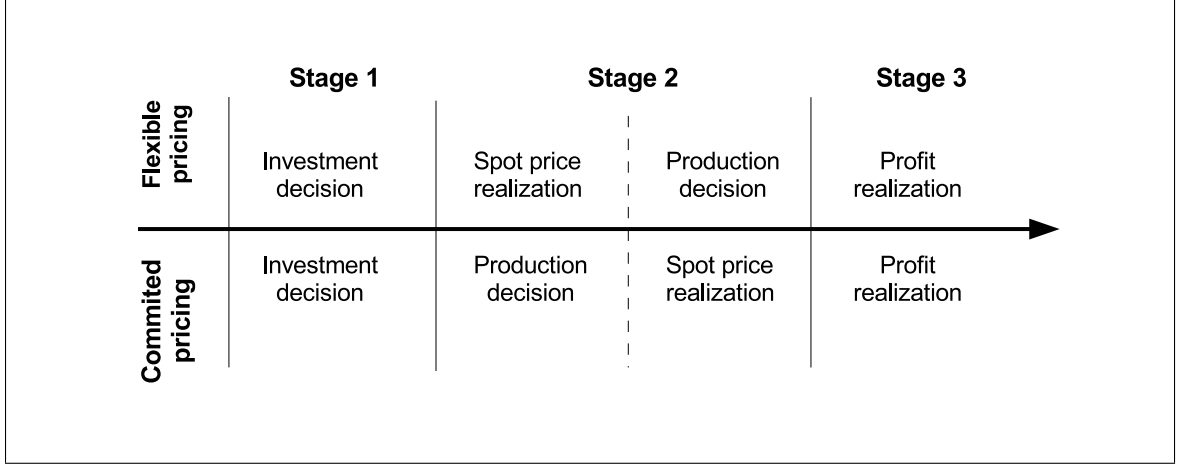 Stage 1
Stage 2
Stage 3
Flexible
pricing
Investment
decision
Spot price
realization
Production
decision
Profit
realization
Commited
pricing
Investment
decision
Production
decision
Spot price
realization
Profit
realization